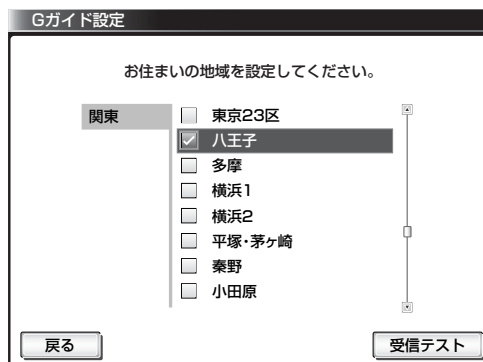 Gガイド設定
お住まいの地域を設定してください。
関東
東京23区
八王子
多摩
横浜1
横浜2
平塚・茅ヶ崎
秦野
小田原
戻る
受信テスト